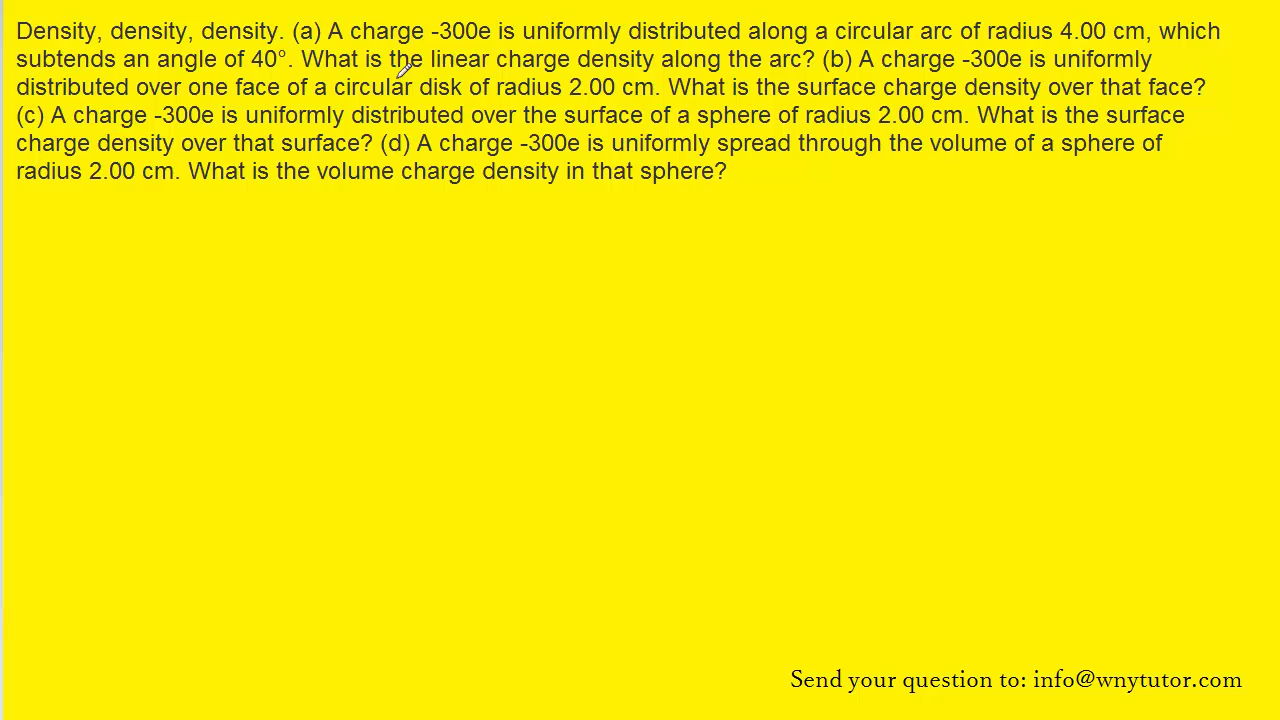 Density, density, density. (a) A charge -300e is uniformly distributed along a circular arc of radius 4.00 cm, which
subtends an angle of 40°. What is the linear charge density along the arc? (b) A charge -300e is uniformly
distributed over one face of a circular disk of radius 2.00 cm. What is the surface charge density over that face?
(c) A charge -300e is uniformly distributed over the surface of a sphere of radius 2.00 cm. What is the surface
charge density over that surface? (d) A charge -300e is uniformly spread through the volume of a sphere of
radius 2.00 cm. What is the volume charge density in that sphere?
Send your question to: info@wnytutor.com